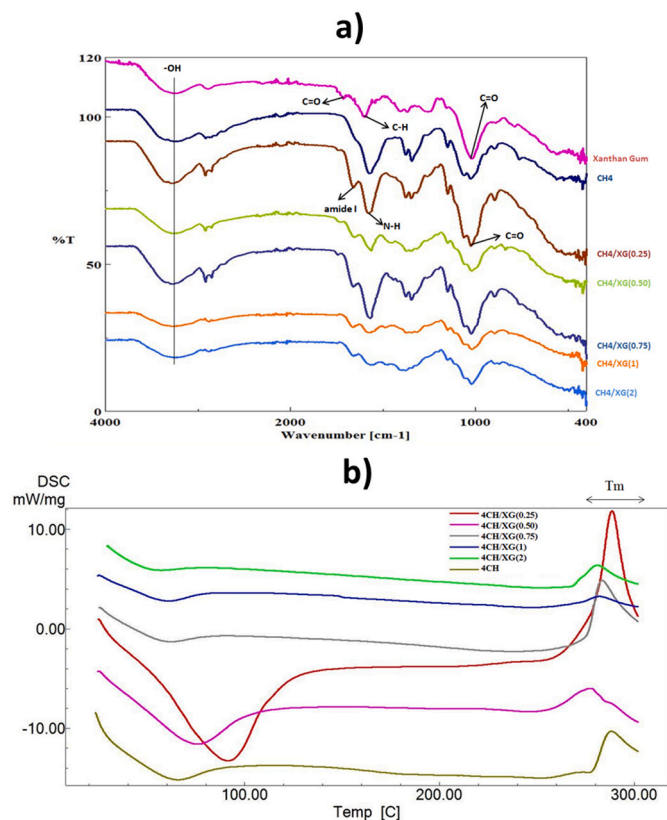 a)
120
-OH
C=O
C=O
100
C-H
Xanthan Gum
CH4
amide I
N-H
C=O
%T
CH4/XG(0.25)
50
CH4/XG(0.50)
CH4/XG(0.75)
CH4/XG(1)
CH4/XG(2)
0
4000
2000
1000
400
Wavenumber [cm-1]
b)
DSC
mW/mg
Tm
10.00
4CH/XG(0.25)
4CH/XG(0.50)
4CH/XG(0.75)
4CH/XG(1)
4CH/XG(2)
4CH
0.00
-10.00
100.00
200.00
300.00
Temp [C]